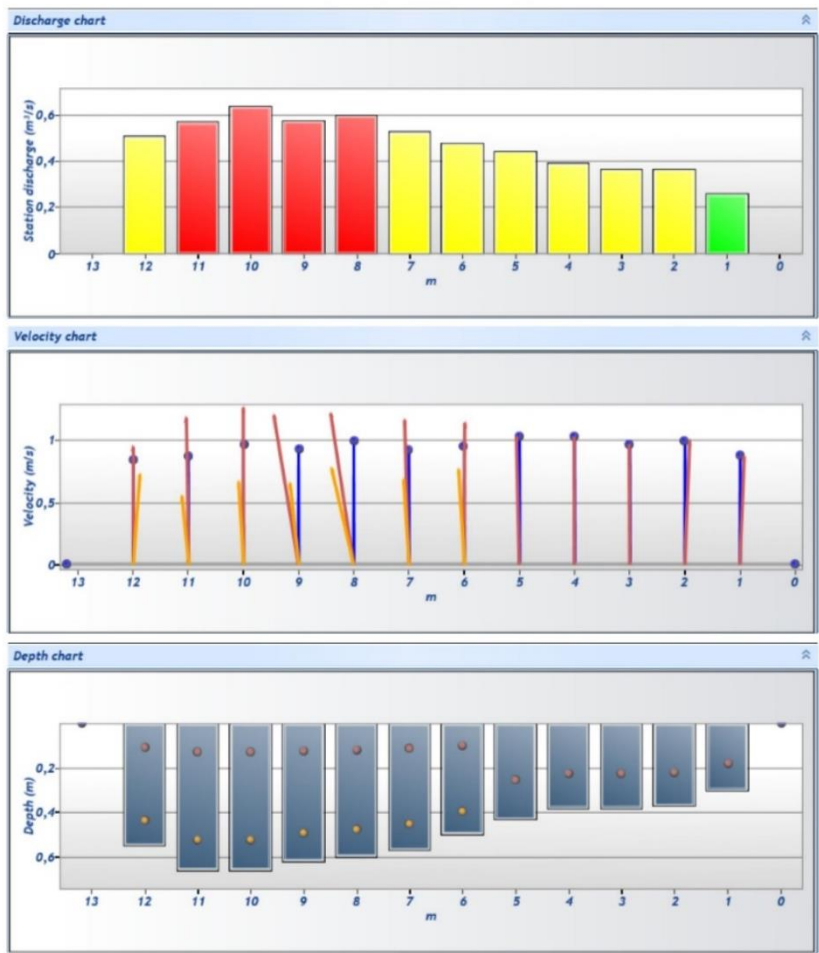 Discharge chart
Station discharge (m³/s)
0,6
0,4
0,2
0
13 12 11 10 9 8 7 6 5 4 3 2 1 0
m
Velocity chart
Velocity (m/s)
1
0,5
0
13 12 11 10 9 8 7 6 5 4 3 2 1 0
m
Depth chart
Depth (m)
0,2
0,4
0,6
13 12 11 10 9 8 7 6 5 4 3 2 1 0
m